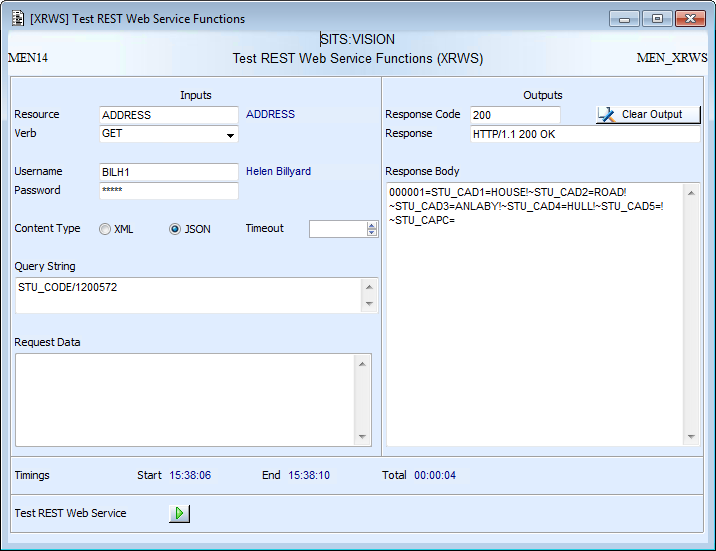 [XRWS] Test REST Web Service Functions
SITS:VISION
MEN14
Test REST Web Service Functions (XRWS)
MEN_XRWS
Inputs
Resource ADDRESS ADDRESS
Verb GET
Username BILH1 Helen Billyard
Password *****
Content Type XML JSON Timeout
Query String
STU_CODE/1200572
Request Data
Outputs
Response Code 200 Clear Output
Response HTTP/1.1 200 OK
Response Body
000001=STU_CAD1=HOUSE!~STU_CAD2=ROAD!
~STU_CAD3=ANLABY!~STU_CAD4=HULL!~STU_CAD5=!
~STU_CAPC=
Timings Start 15:38:06 End 15:38:10 Total 00:00:04
Test REST Web Service